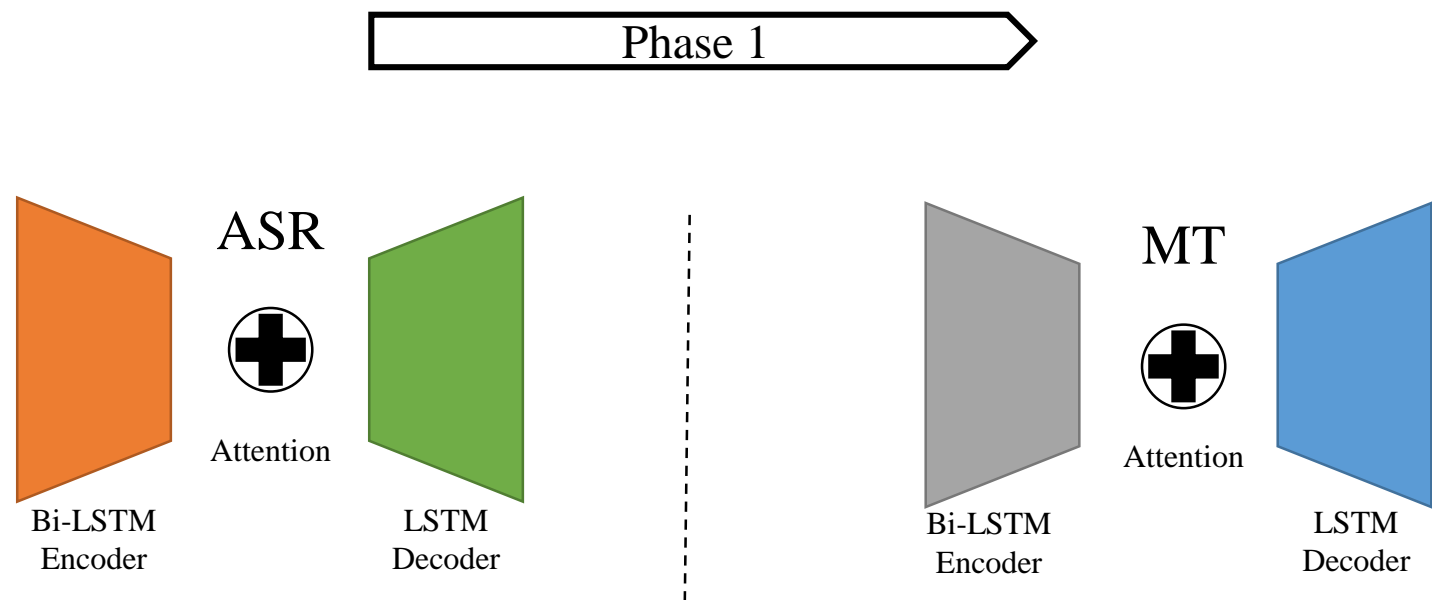 Phase 1
ASR
Attention
Bi-LSTM
Encoder
LSTM
Decoder
MT
Attention
Bi-LSTM
Encoder
LSTM
Decoder